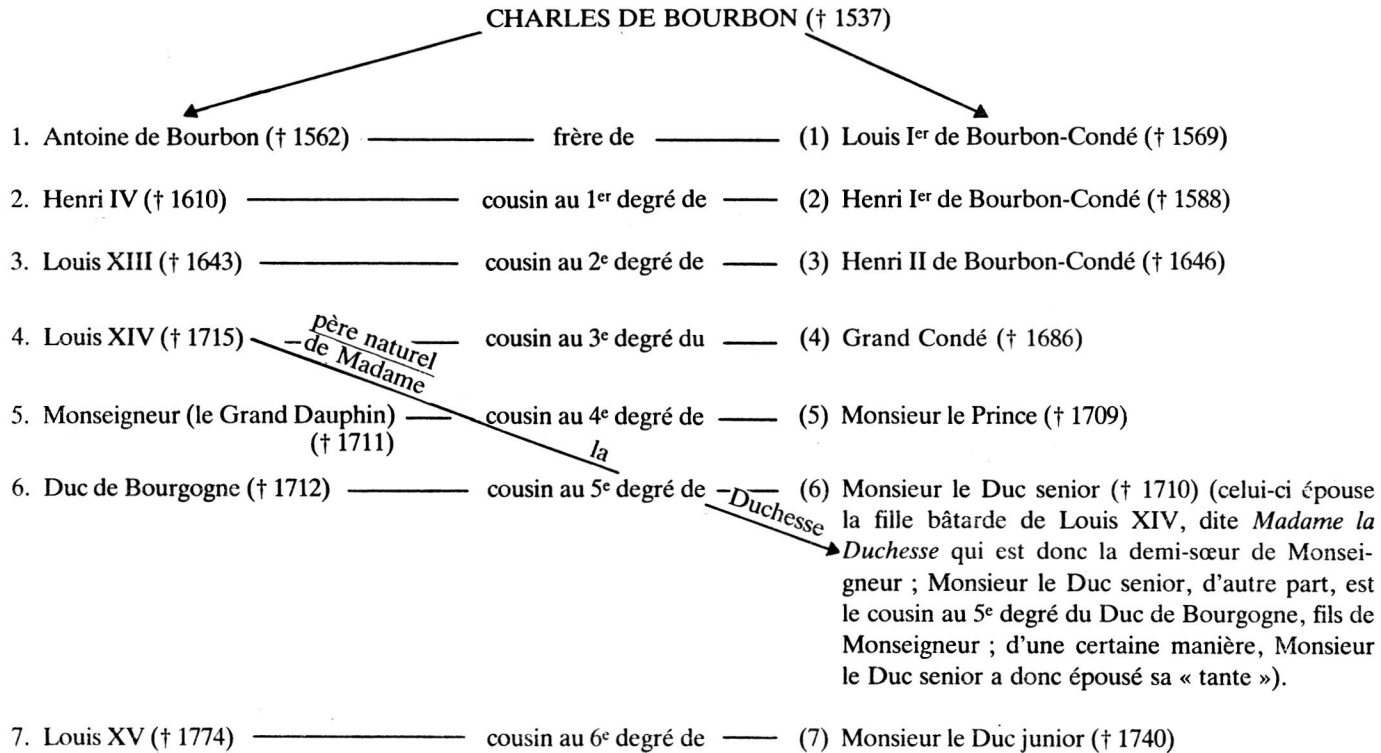 CHARLES DE BOURBON († 1537)
1. Antoine de Bourbon († 1562) frère de (1) Louis Iᵉʳ de Bourbon-Condé († 1569)
2. Henri IV († 1610) cousin au 1ᵉʳ degré de (2) Henri Iᵉʳ de Bourbon-Condé († 1588)
3. Louis XIII († 1643) cousin au 2ᵉ degré de (3) Henri II de Bourbon-Condé († 1646)
4. Louis XIV († 1715) cousin au 3ᵉ degré du (4) Grand Condé († 1686)
père naturel
de Madame
la
Duchesse
5. Monseigneur (le Grand Dauphin) cousin au 4ᵉ degré de (5) Monsieur le Prince († 1709)
(† 1711)
6. Duc de Bourgogne († 1712) cousin au 5ᵉ degré de (6) Monsieur le Duc senior († 1710) (celui-ci épouse
la fille bâtarde de Louis XIV, dite Madame la
Duchesse qui est donc la demi-sœur de Monsei-
gneur ; Monsieur le Duc senior, d'autre part, est
le cousin au 5ᵉ degré du Duc de Bourgogne, fils de
Monseigneur ; d'une certaine manière, Monsieur
le Duc senior a donc épousé sa « tante »).
7. Louis XV († 1774) cousin au 6ᵉ degré de (7) Monsieur le Duc junior († 1740)